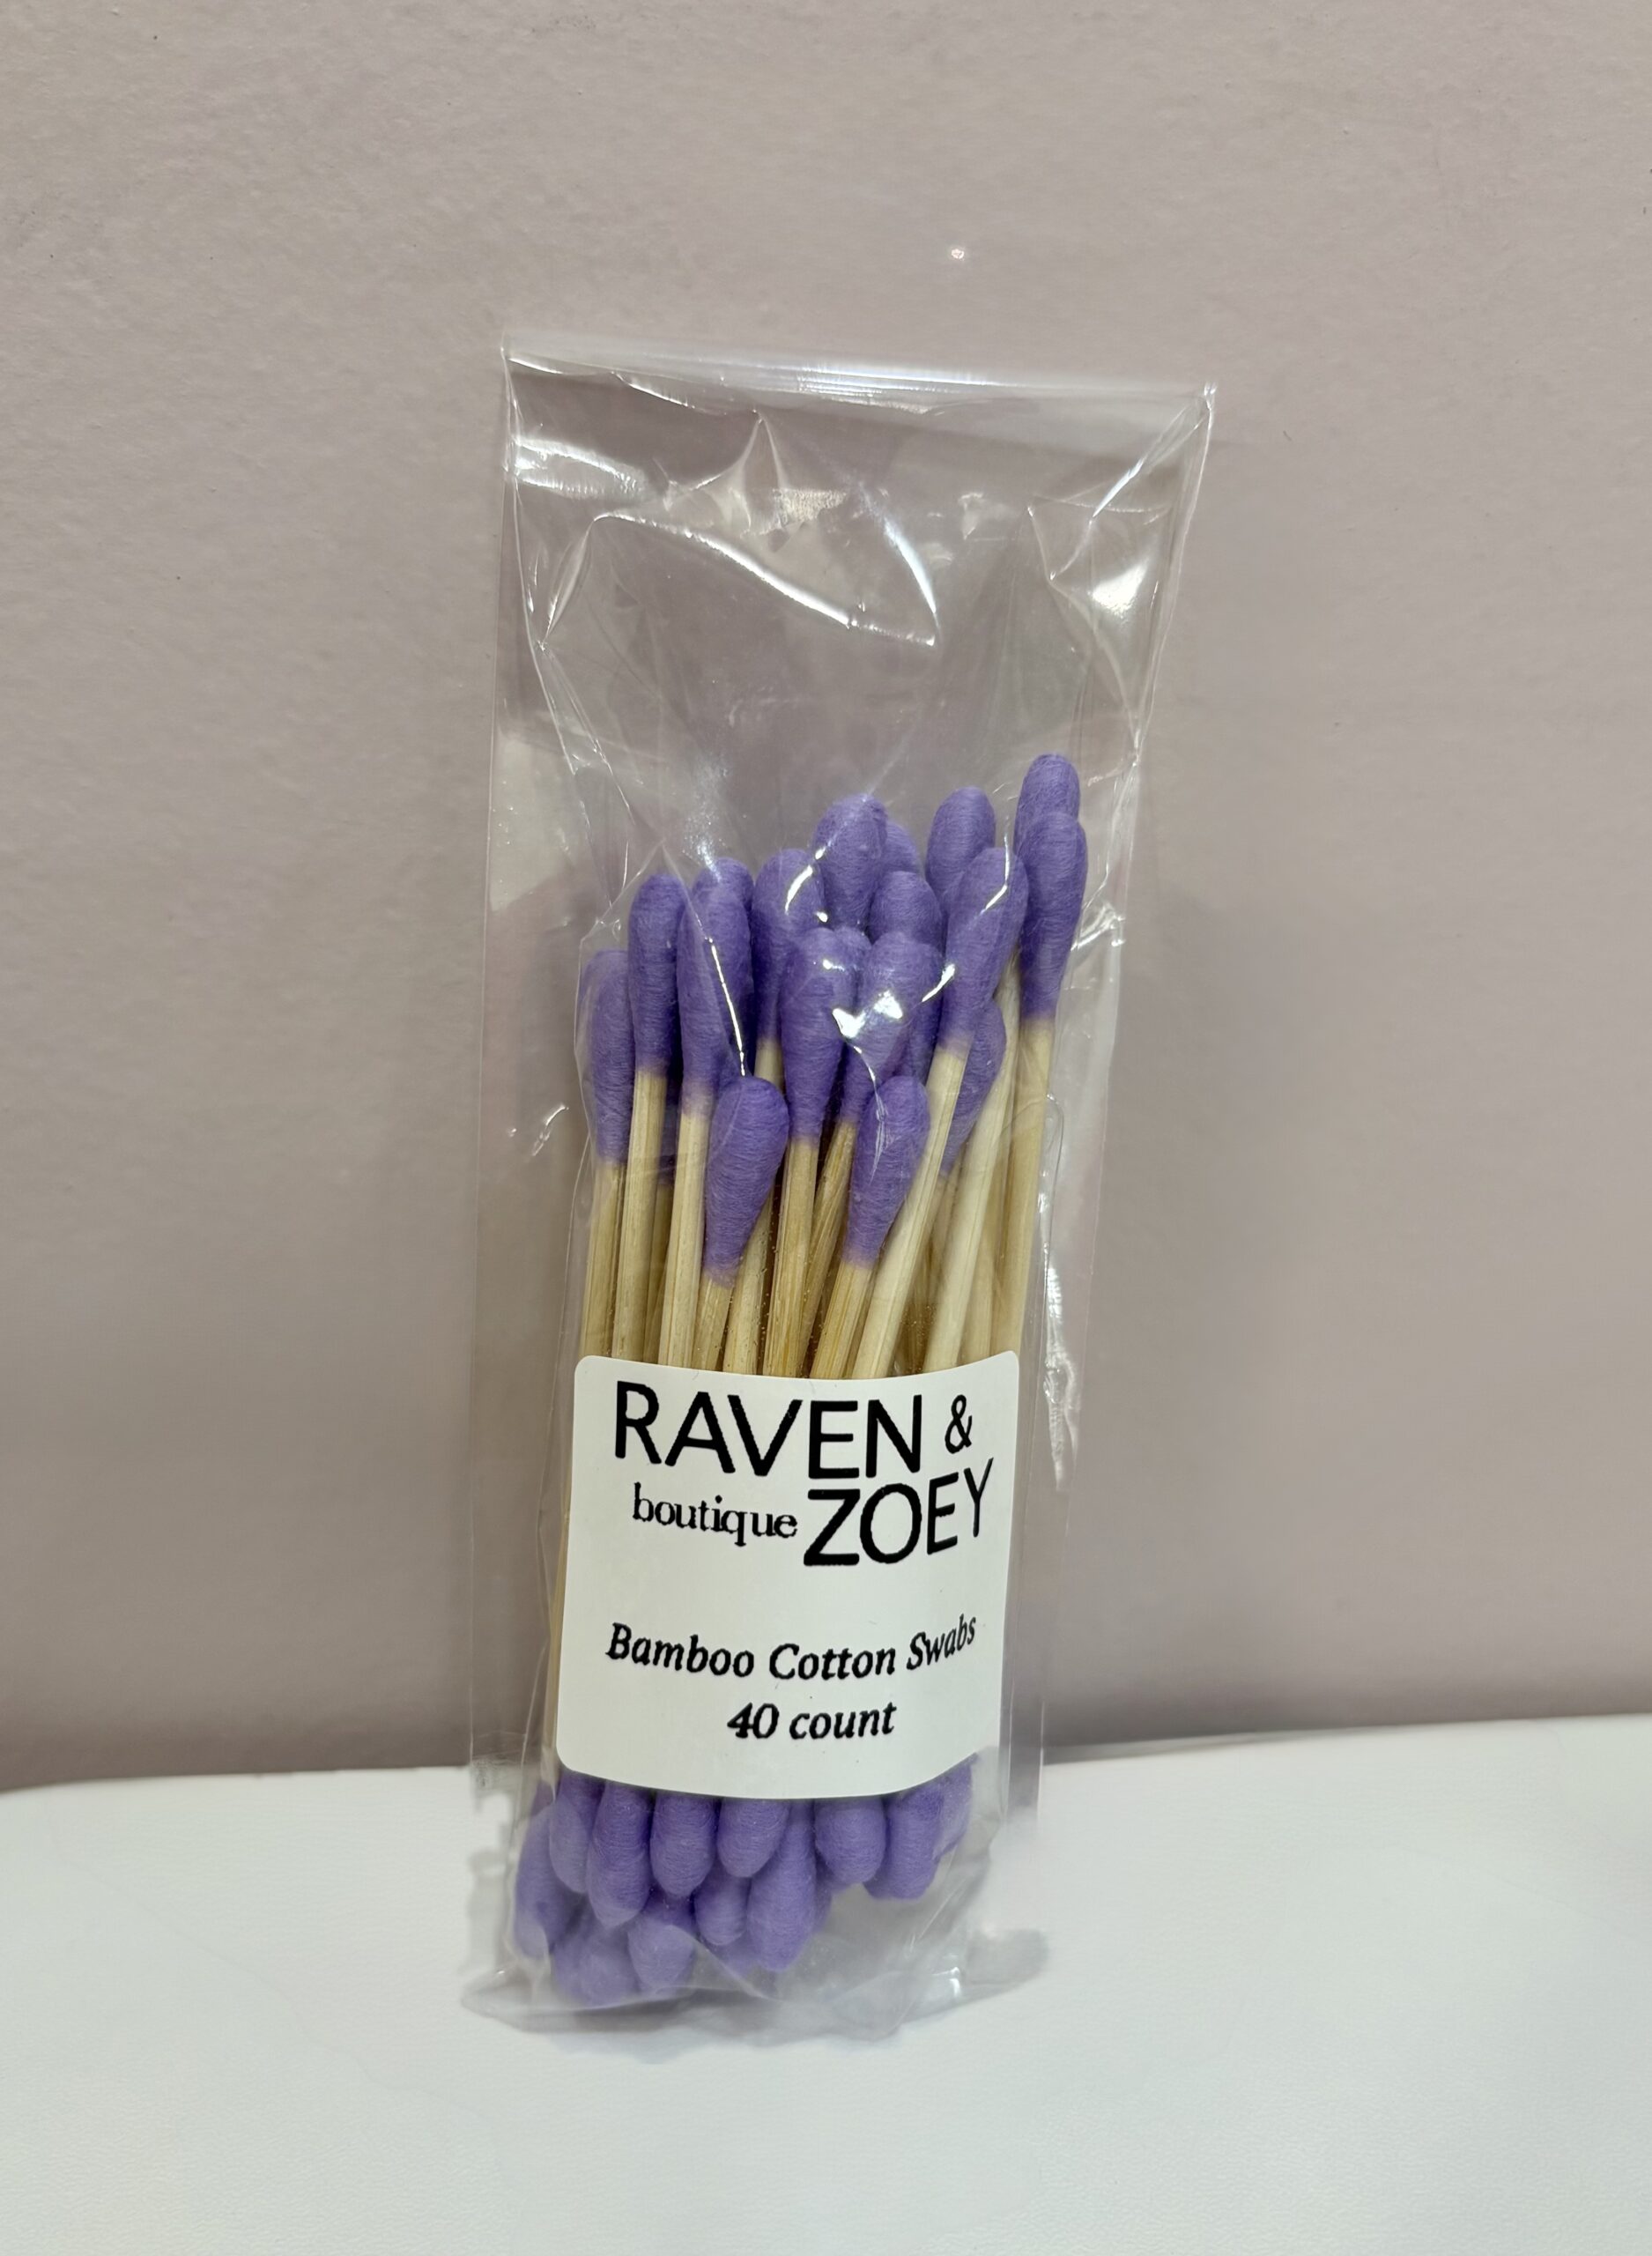 RAVEN &
boutique ZOEY
Bamboo Cotton Swabs
40 count